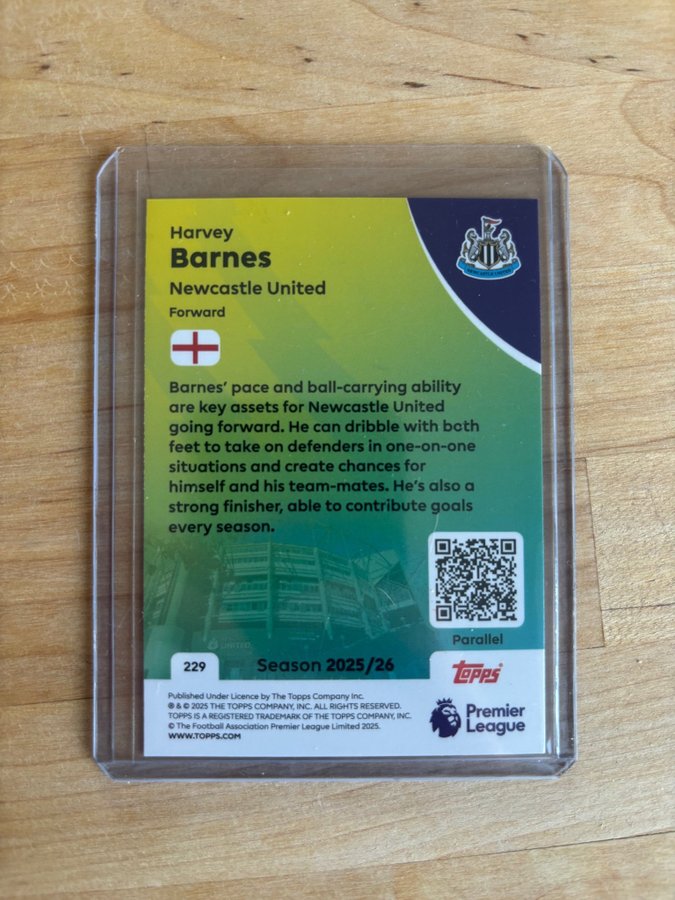 Harvey
Barnes
Newcastle United
Forward
NEWCASTLE UNITED
Barnes' pace and ball-carrying ability
are key assets for Newcastle United
going forward. He can dribble with both
feet to take on defenders in one-on-one
situations and create chances for
himself and his team-mates. He's also a
strong finisher, able to contribute goals
every season.
UNITED
Parallel
229
Season 2025/26
Topps
Published Under Licence by The Topps Company Inc.
® & © 2025 THE TOPPS COMPANY, INC. ALL RIGHTS RESERVED.
TOPPS IS A REGISTERED TRADEMARK OF THE TOPPS COMPANY, INC.
© The Football Association Premier League Limited 2025.
WWW.TOPPS.COM
Premier
League